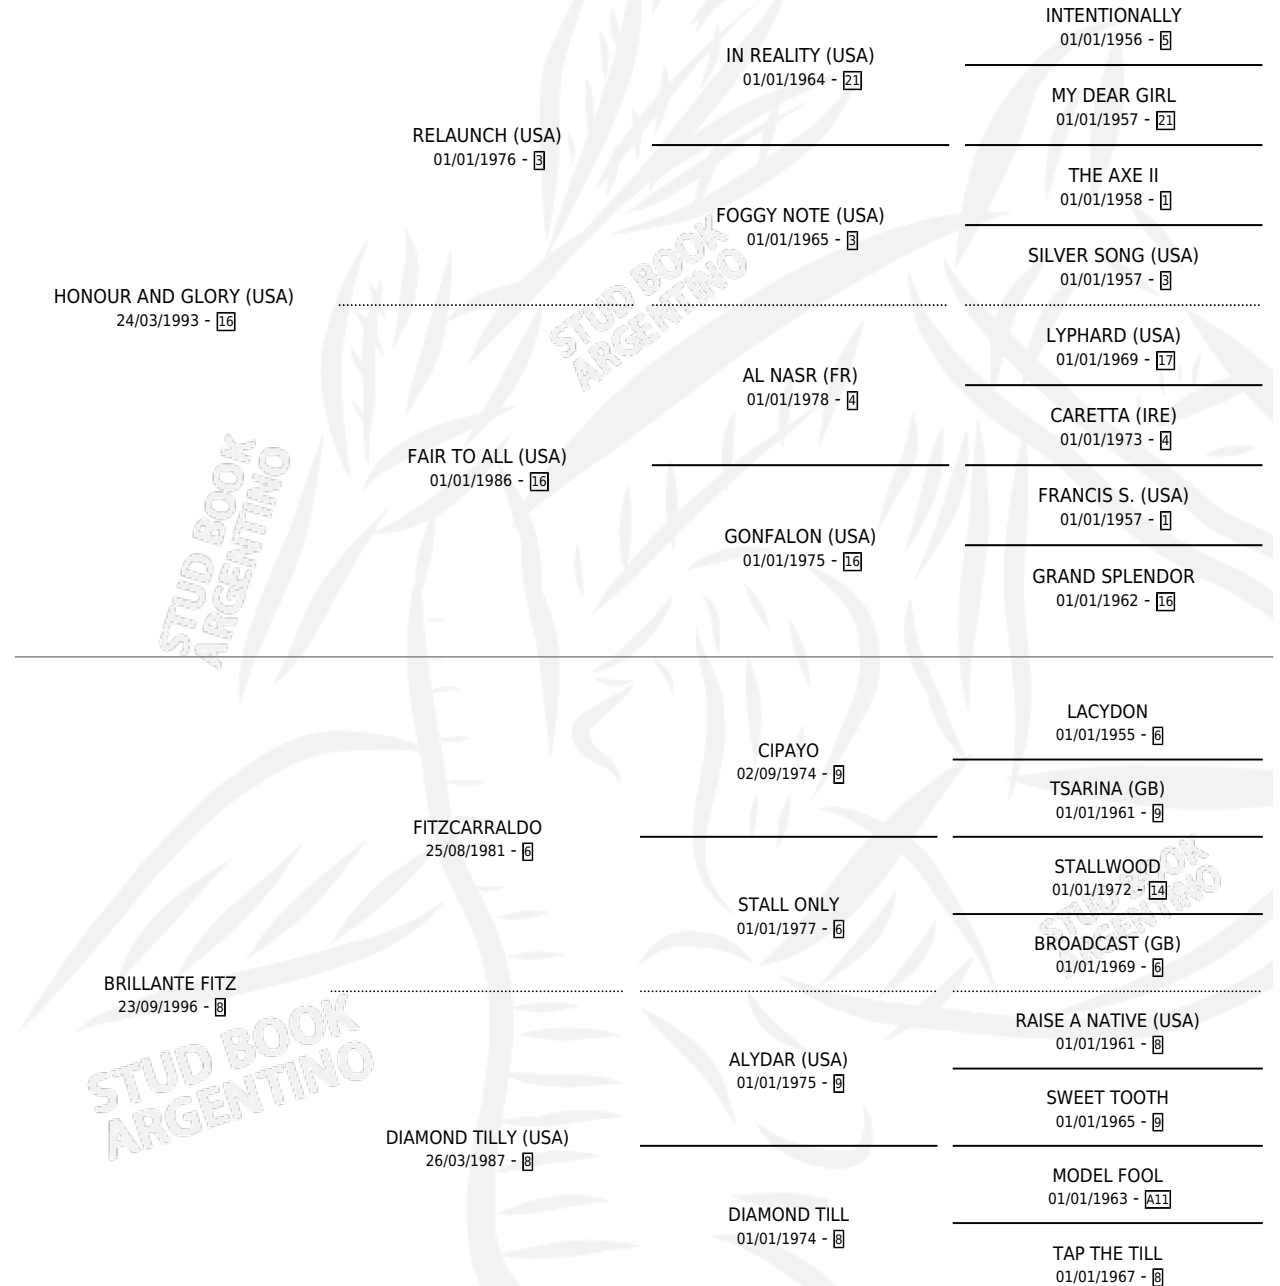 INTENTIONALLY
01/01/1956 - 5
IN REALITY (USA)
01/01/1964 - 21
MY DEAR GIRL
01/01/1957 - 21
RELAUNCH (USA)
01/01/1976 - 3
THE AXE II
01/01/1958 - 1
FOGGY NOTE (USA)
01/01/1965 - 3
SILVER SONG (USA)
01/01/1957 - 3
HONOUR AND GLORY (USA)
24/03/1993 - 16
LYPHARD (USA)
01/01/1969 - 17
AL NASR (FR)
01/01/1978 - 4
CARETTA (IRE)
01/01/1973 - 4
FAIR TO ALL (USA)
01/01/1986 - 16
FRANCIS S. (USA)
01/01/1957 - 1
GONFALON (USA)
01/01/1975 - 16
GRAND SPLENDOR
01/01/1962 - 16
LACYDON
01/01/1955 - 6
CIPAYO
02/09/1974 - 9
TSARINA (GB)
01/01/1961 - 9
FITZCARRALDO
25/08/1981 - 6
STALLWOOD
01/01/1972 - 14
STALL ONLY
01/01/1977 - 6
BROADCAST (GB)
01/01/1969 - 6
BRILLANTE FITZ
23/09/1996 - 8
RAISE A NATIVE (USA)
01/01/1961 - 8
ALYDAR (USA)
01/01/1975 - 9
SWEET TOOTH
01/01/1965 - 9
DIAMOND TILLY (USA)
26/03/1987 - 8
MODEL FOOL
01/01/1963 - A11
DIAMOND TILL
01/01/1974 - 8
TAP THE TILL
01/01/1967 - 8
STUD BOOK
ARGENTINO
STUD BOOK
ARGENTINO
STUD BOOK
ARGENTINO
STUD BOOK
ARGENTINO